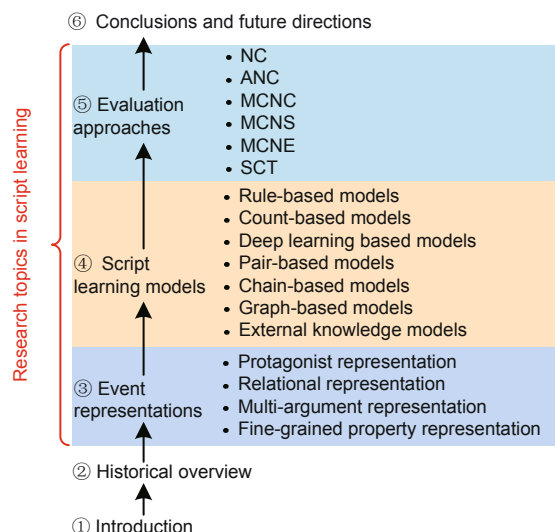 ⑥ Conclusions and future directions
Research topics in script learning
⑤ Evaluation
approaches
• NC
• ANC
• MCNC
• MCNS
• MCNE
• SCT
④ Script
learning models
• Rule-based models
• Count-based models
• Deep learning based models
• Pair-based models
• Chain-based models
• Graph-based models
• External knowledge models
③ Event
representations
• Protagonist representation
• Relational representation
• Multi-argument representation
• Fine-grained property representation
② Historical overview
① Introduction